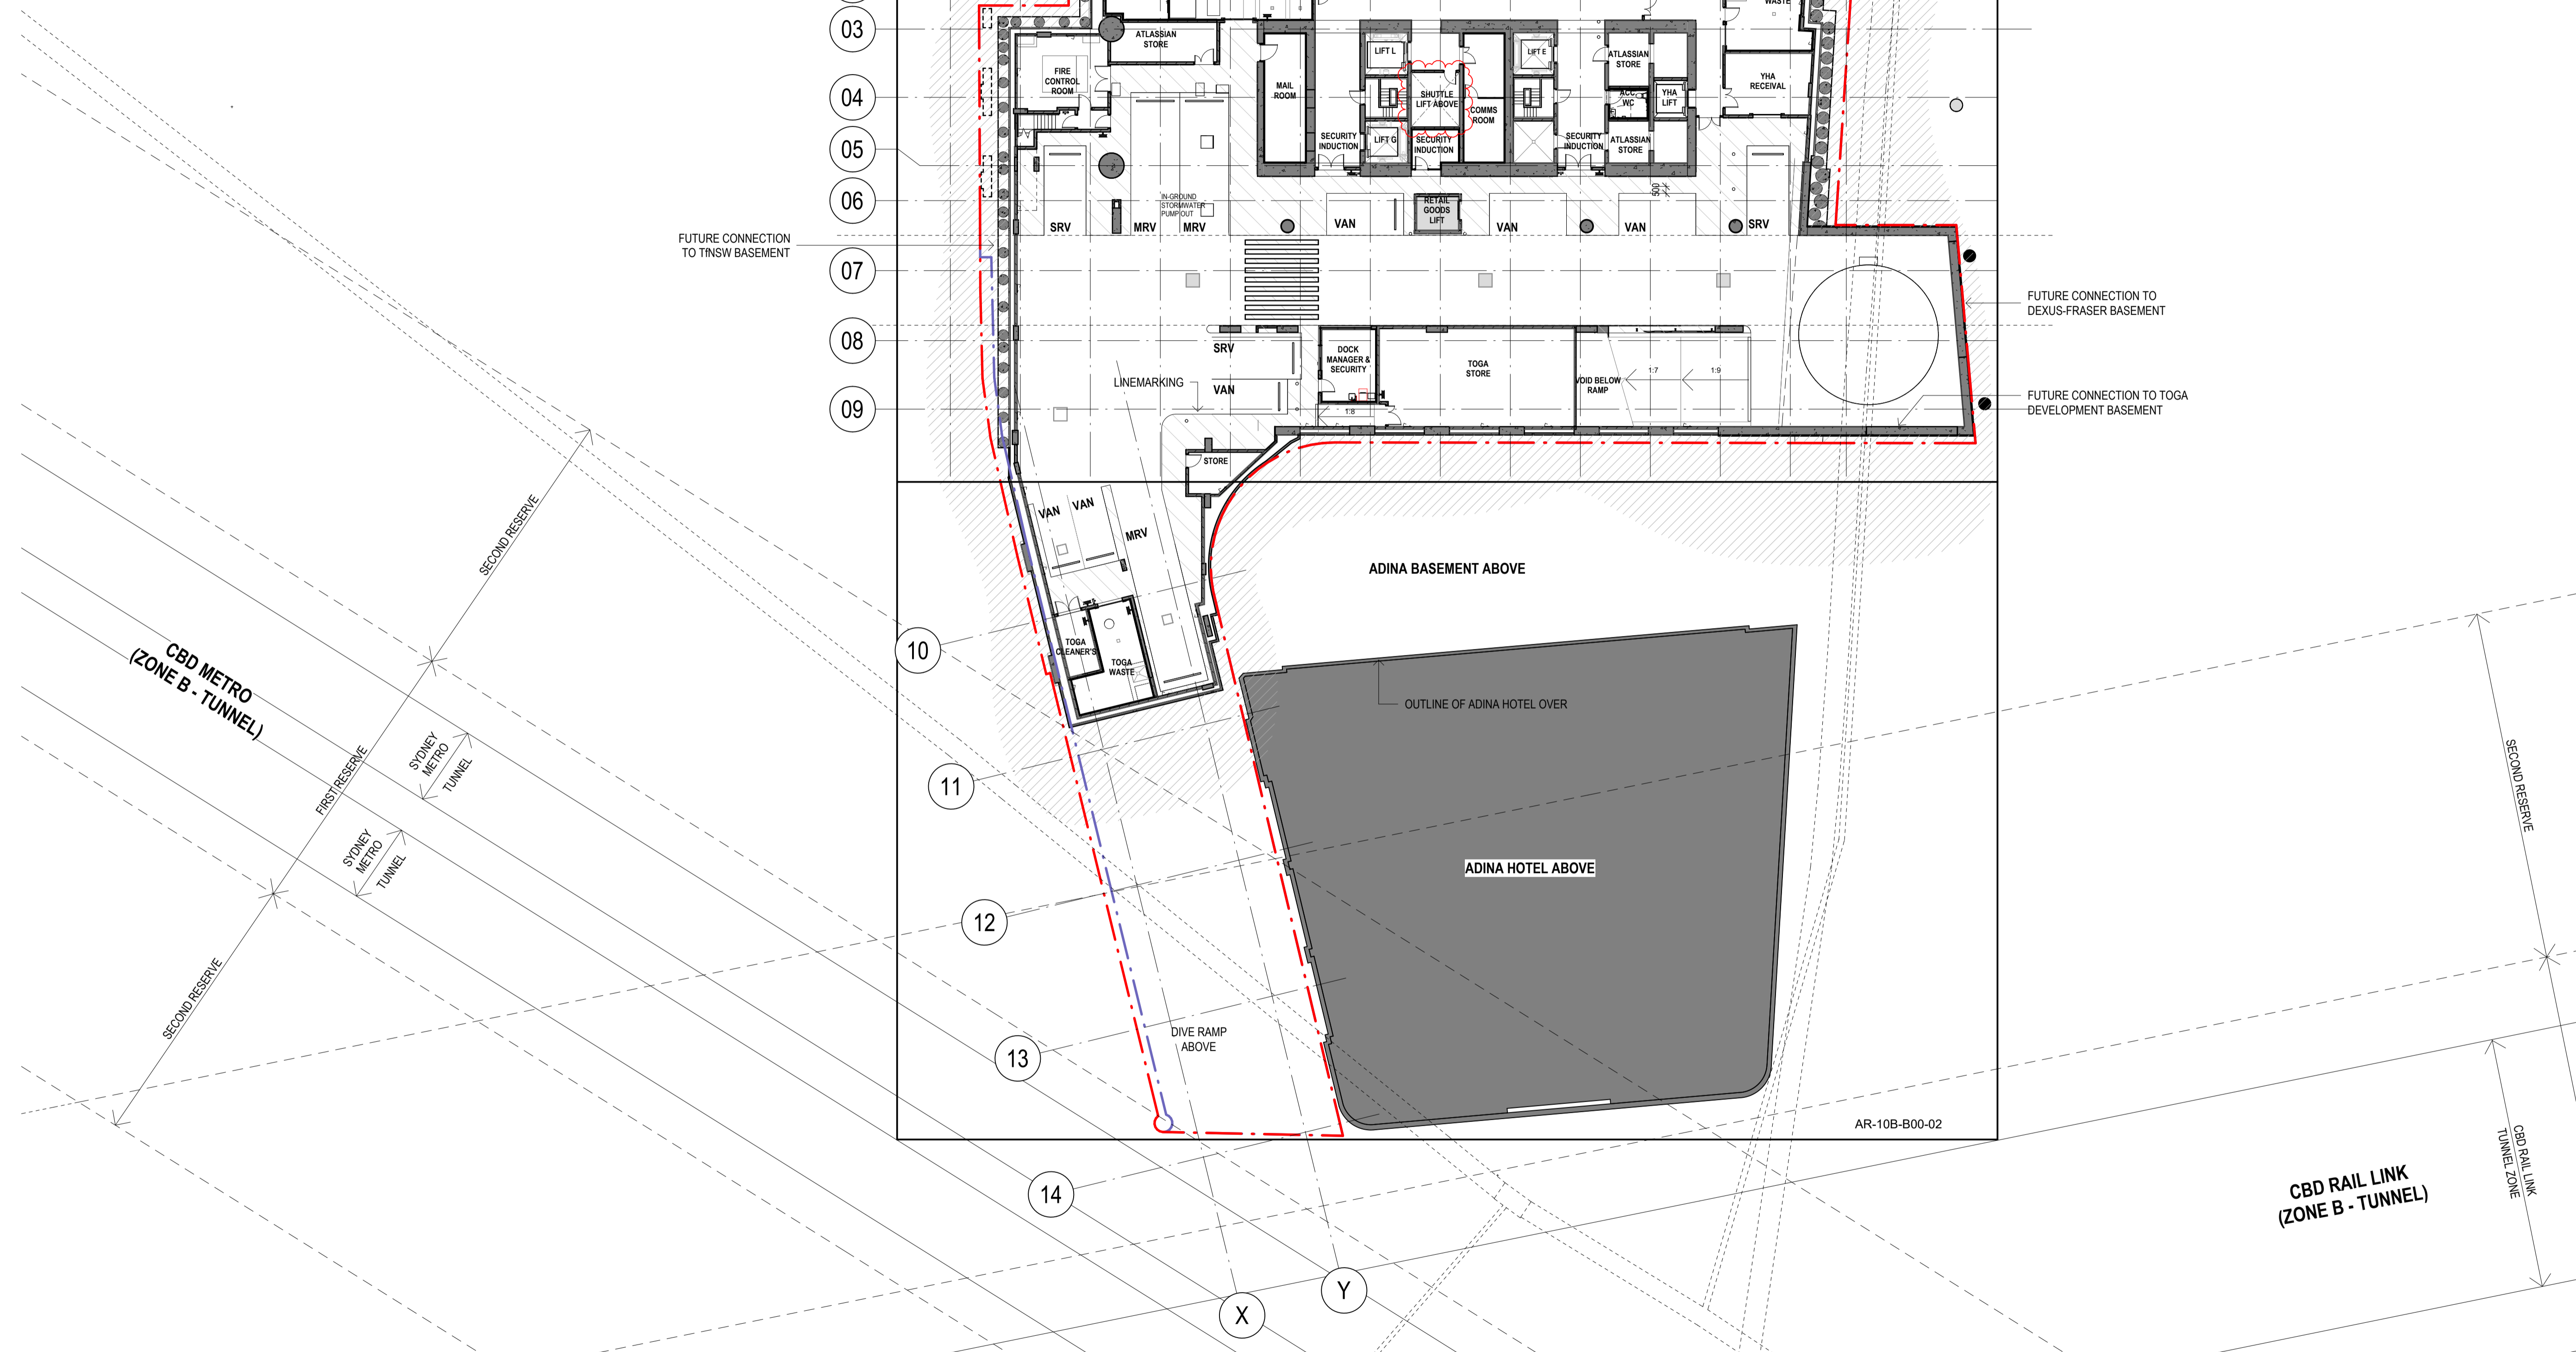 WASTE
03
ATLASSIAN
STORE
LIFT L
LIFT E
ATLASSIAN
STORE
FIRE
CONTROL
ROOM
YHA
RECEIVAL
04
MAIL
ROOM
SHUTTLE
LIFT ABOVE
COMMS
ROOM
ACC.
WC
YHA
LIFT
05
SECURITY
INDUCTION
LIFT G
SECURITY
INDUCTION
SECURITY
INDUCTION
ATLASSIAN
STORE
06
IN-GROUND
STORMWATER
PUMP OUT
RETAIL
GOODS
LIFT
500
SRV
MRV
MRV
VAN
VAN
VAN
SRV
FUTURE CONNECTION
TO TfNSW BASEMENT
07
FUTURE CONNECTION TO
DEXUS-FRASER BASEMENT
08
SRV
DOCK
MANAGER &
SECURITY
TOGA
STORE
VOID BELOW
RAMP
1:7
1:9
LINEMARKING
VAN
09
1:8
FUTURE CONNECTION TO TOGA
DEVELOPMENT BASEMENT
STORE
VAN
VAN
MRV
SECOND RESERVE
ADINA BASEMENT ABOVE
10
TOGA
CLEANER'S
TOGA
WASTE
CBD METRO
(ZONE B - TUNNEL)
OUTLINE OF ADINA HOTEL OVER
FIRST RESERVE
SYDNEY
METRO
TUNNEL
11
SECOND RESERVE
SYDNEY
METRO
TUNNEL
ADINA HOTEL ABOVE
12
SECOND RESERVE
DIVE RAMP
ABOVE
13
AR-10B-B00-02
CBD RAIL LINK
TUNNEL ZONE
14
CBD RAIL LINK
(ZONE B - TUNNEL)
Y
X